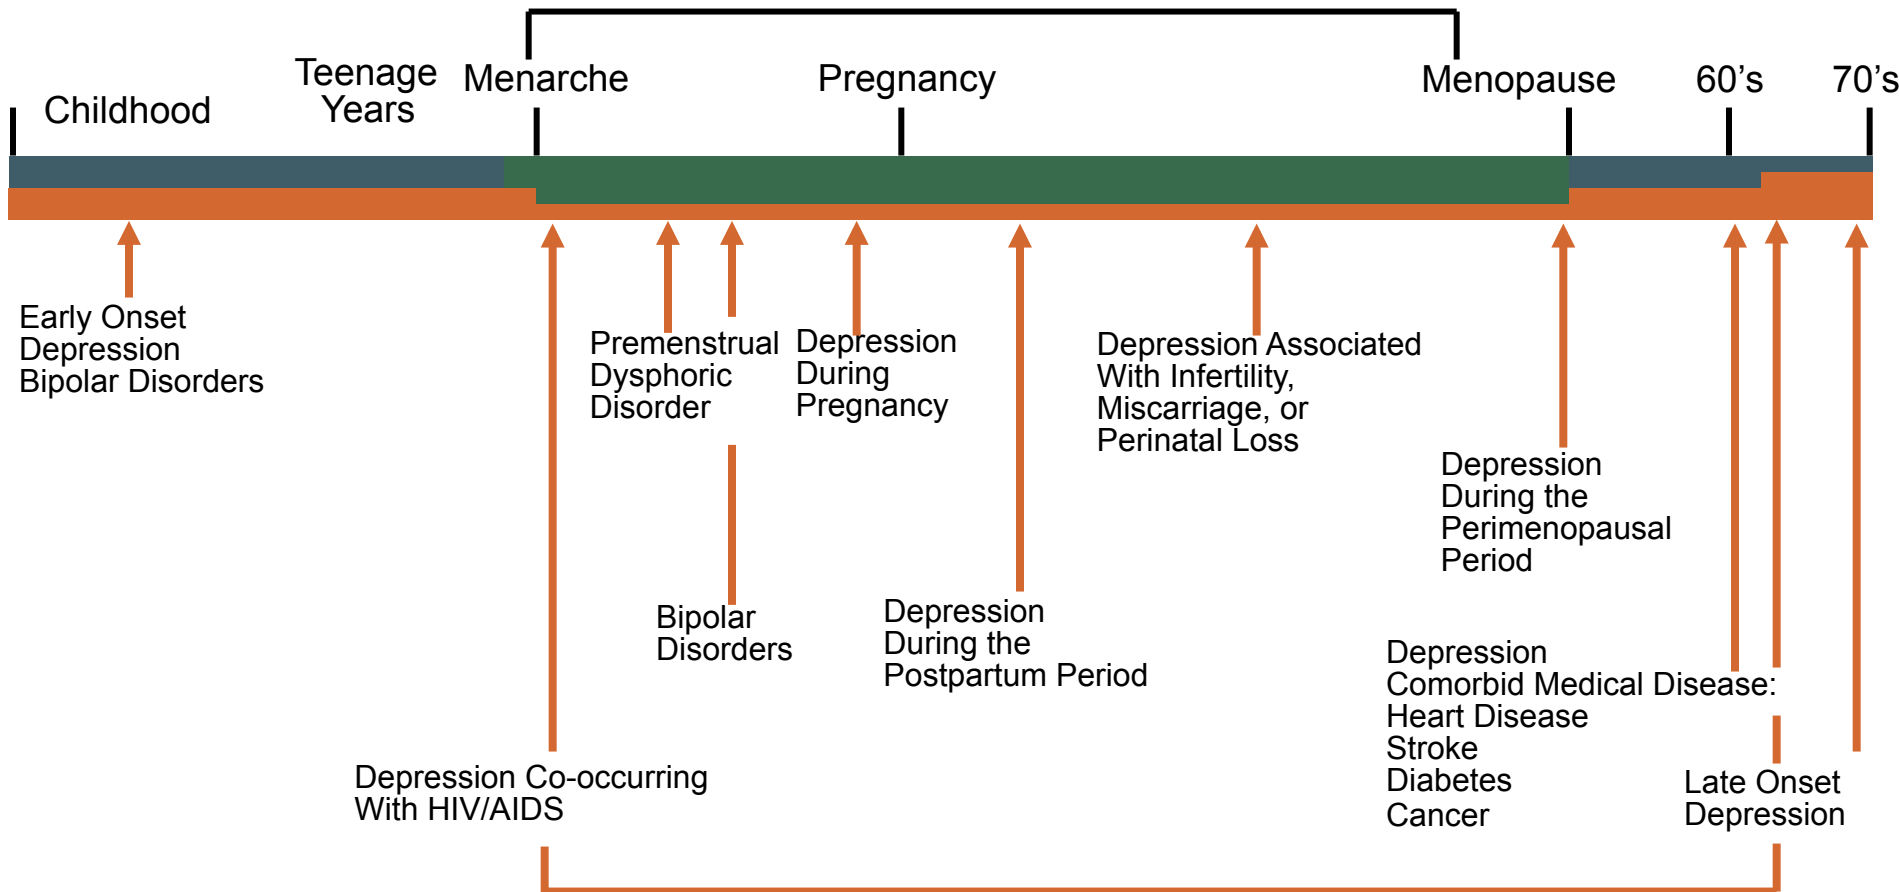 Childhood
Teenage
Years
Menarche
Pregnancy
Menopause
60’s
70’s
Early Onset
Depression
Bipolar Disorders
Premenstrual
Dysphoric
Disorder
Depression
During
Pregnancy
Depression Associated
With Infertility,
Miscarriage, or
Perinatal Loss
Depression
During the
Perimenopausal
Period
Bipolar
Disorders
Depression
During the
Postpartum Period
Depression
Comorbid Medical Disease:
Heart Disease
Stroke
Diabetes
Cancer
Depression Co-occurring
With HIV/AIDS
Late Onset
Depression